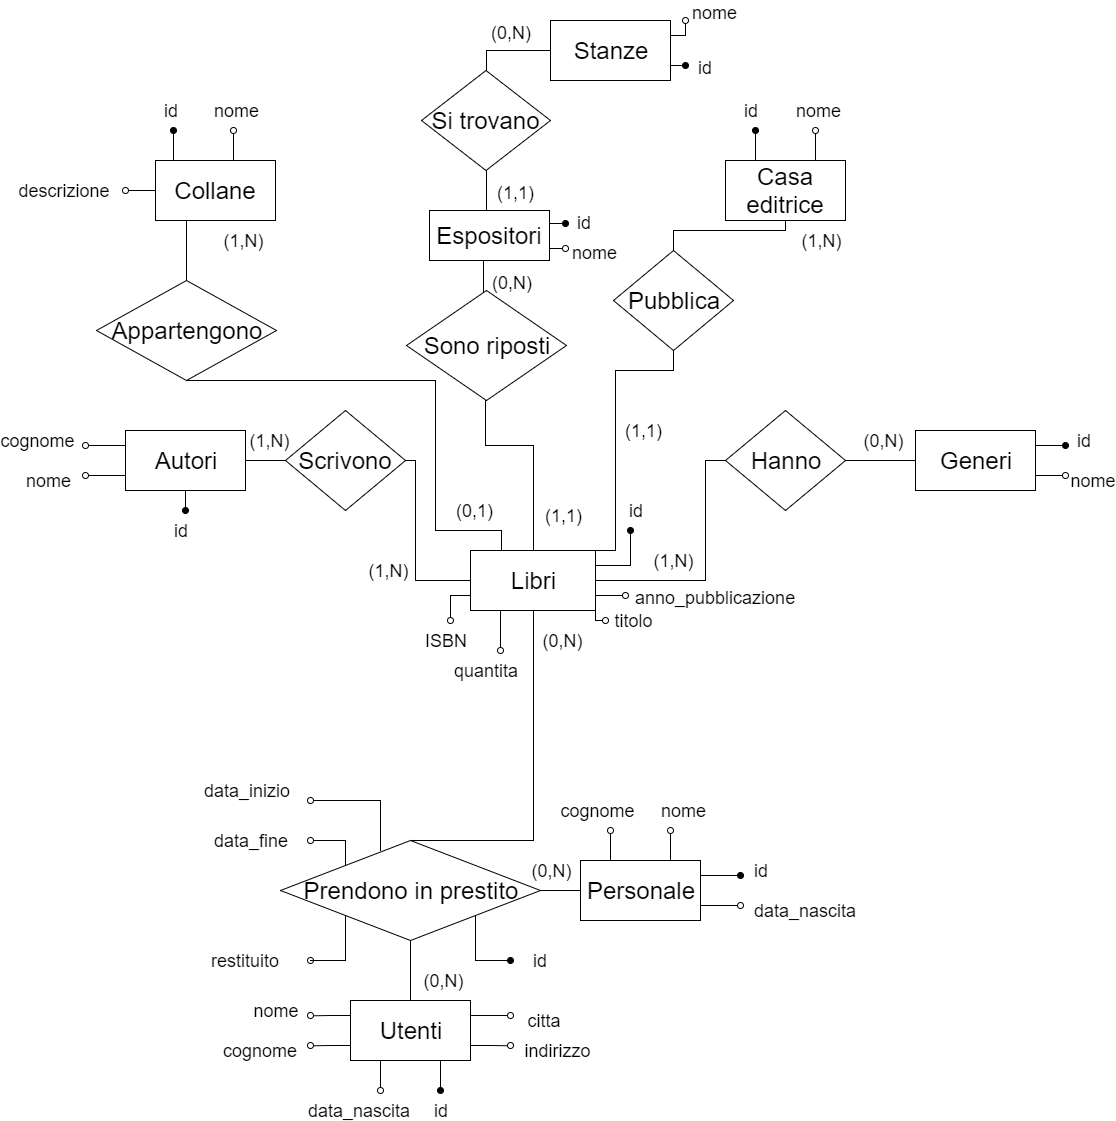 nome
(0,N)
Stanze
id
Si trovano
id
nome
id
nome
descrizione
Collane
(1,N)
(1,1)
Casa
editrice
(1,N)
Espositori
id
nome
(0,N)
Pubblica
Appartengono
Sono riposti
(1,1)
cognome
nome
Autori
(1,N)
Scrivono
id
Hanno
(0,N)
Generi
id
nome
(0,1)
(1,1)
id
(1,N)
(1,N)
Libri
anno_pubblicazione
titolo
ISBN
(0,N)
quantita
data_inizio
data_fine
cognome
nome
Prendono in prestito
(0,N)
Personale
id
data_nascita
restituito
id
(0,N)
nome
cognome
Utenti
citta
indirizzo
data_nascita
id